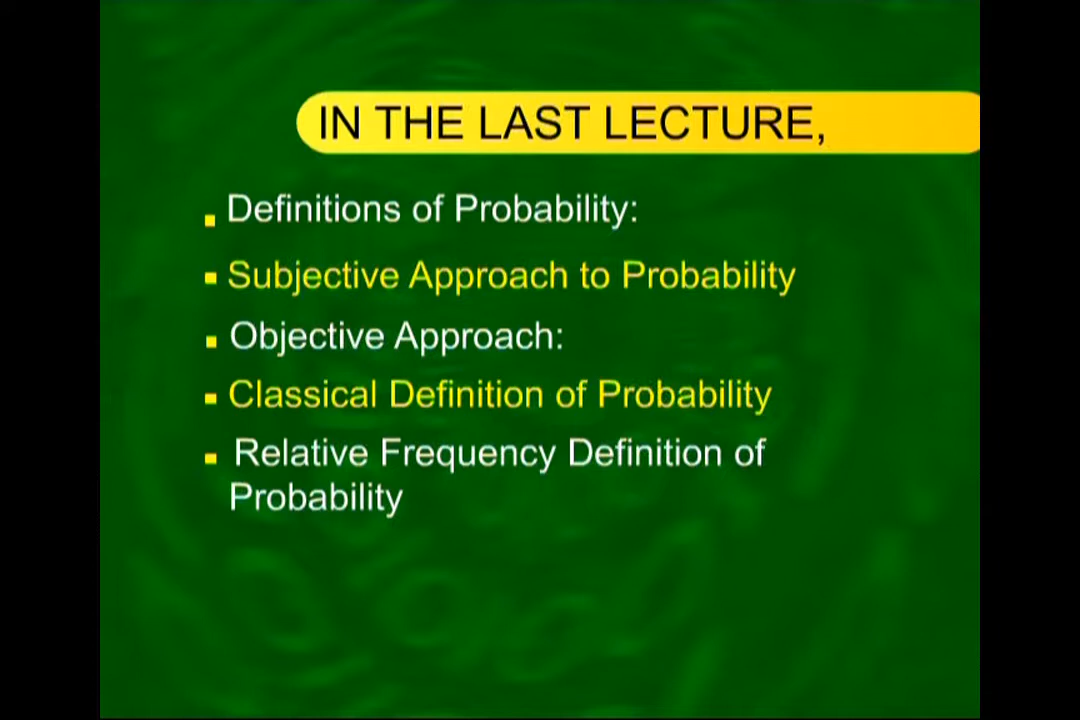 IN THE LAST LECTURE,
Definitions of Probability:
Subjective Approach to Probability
Objective Approach:
Classical Definition of Probability
Relative Frequency Definition of
Probability